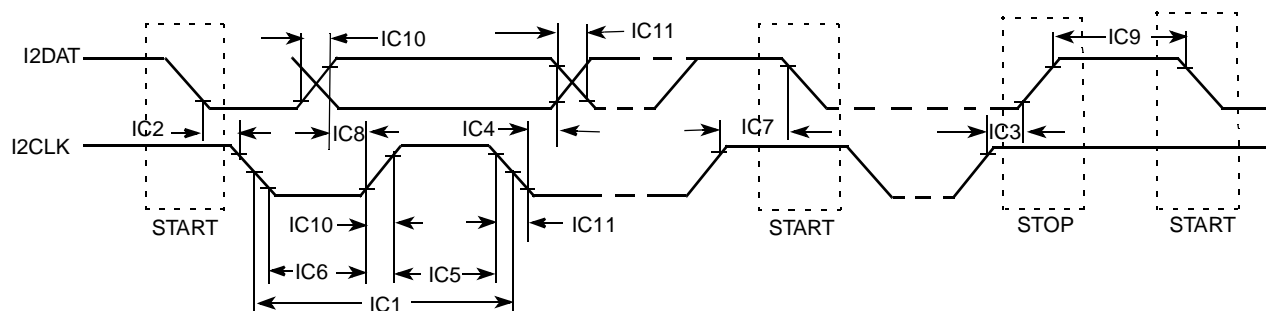 IC10
IC11
IC9
I2DAT
IC2
IC8
IC4
IC7
IC3
I2CLK
START
IC10
IC11
START
STOP
START
IC6
IC5
IC1